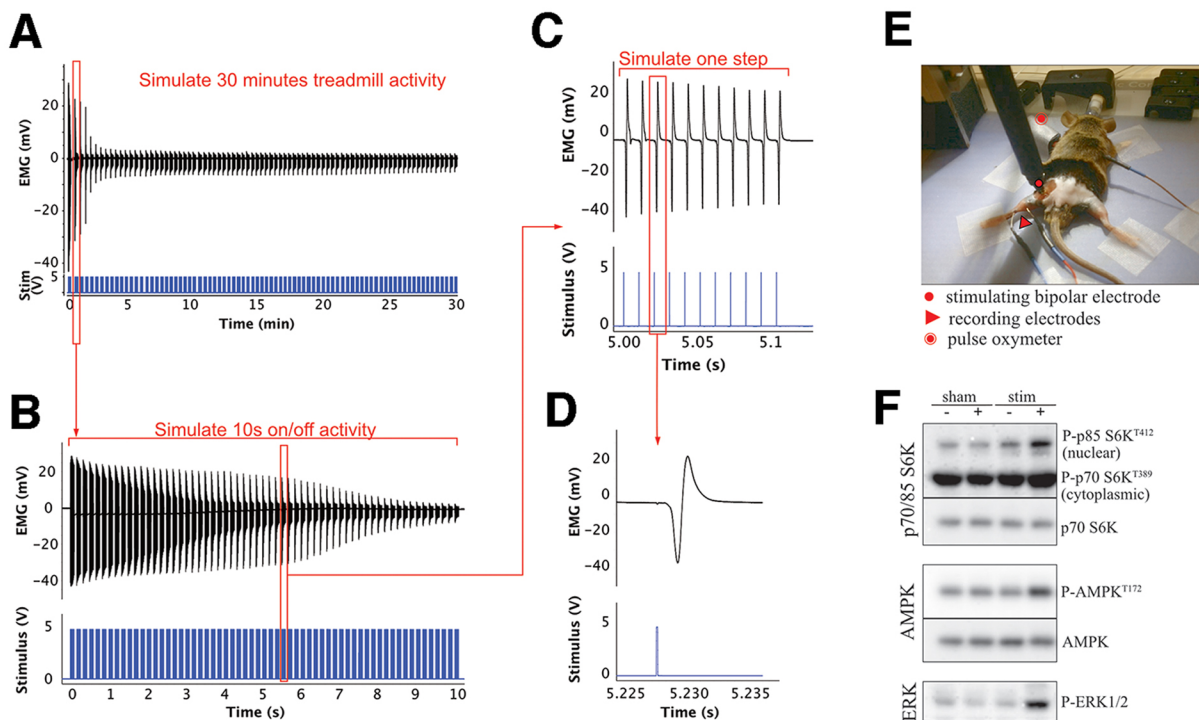 A
Simulate 30 minutes treadmill activity
EMG (mV)
20
0
−20
−40
Stim
(V)
5
0
0 5 10 15 20 25 30
Time (min)
B
Simulate 10s on/off activity
EMG (mV)
20
0
−20
−40
Stimulus (V)
5
0
0 1 2 3 4 5 6 7 8 9 10
Time (s)
C
Simulate one step
EMG (mV)
20
0
−20
−40
Stimulus (V)
5
0
5.00 5.05 5.1
Time (s)
D
EMG (mV)
20
0
−20
−40
Stimulus (V)
5
0
5.225 5.230 5.235
Time (s)
E
stimulating bipolar electrode
recording electrodes
pulse oxymeter
F
sham stim
- + - +
p70/85 S6K
P-p85 S6K^T412
(nuclear)
P-p70 S6K^T389
(cytoplasmic)
p70 S6K
AMPK
P-AMPK^T172
AMPK
ERK
P-ERK1/2